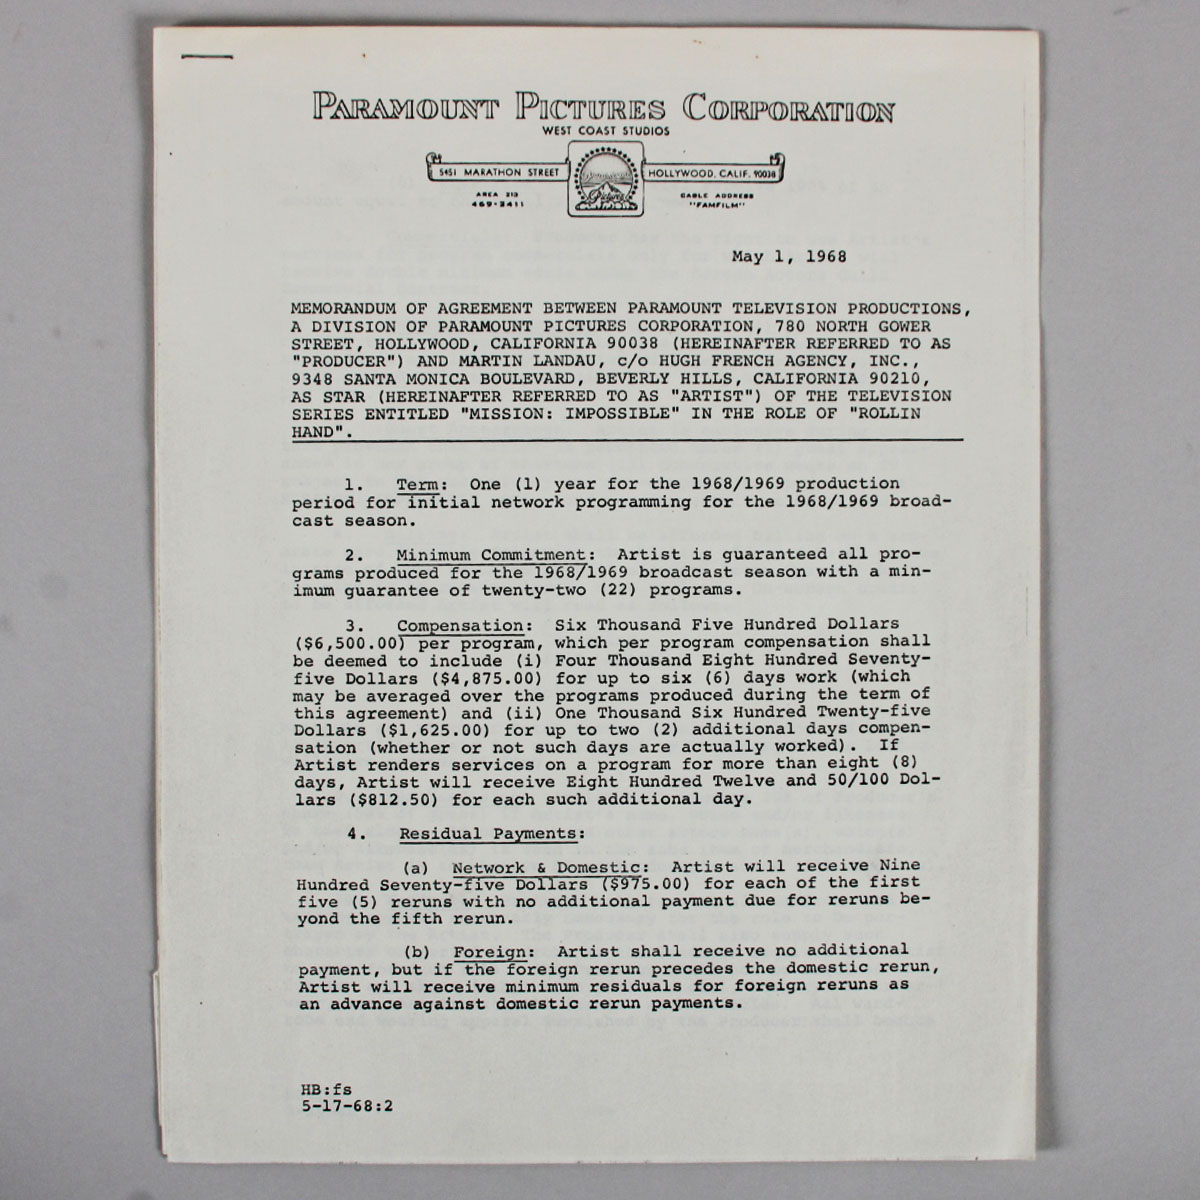 PARAMOUNT PICTURES CORPORATION
WEST COAST STUDIOS
5451 MARATHON STREET
HOLLYWOOD, CALIF. 90038
AREA 213
469-2411
CABLE ADDRESS
"FAMFILM"
Pictures
May 1, 1968
MEMORANDUM OF AGREEMENT BETWEEN PARAMOUNT TELEVISION PRODUCTIONS,
A DIVISION OF PARAMOUNT PICTURES CORPORATION, 780 NORTH GOWER
STREET, HOLLYWOOD, CALIFORNIA 90038 (HEREINAFTER REFERRED TO AS
"PRODUCER") AND MARTIN LANDAU, c/o HUGH FRENCH AGENCY, INC.,
9348 SANTA MONICA BOULEVARD, BEVERLY HILLS, CALIFORNIA 90210,
AS STAR (HEREINAFTER REFERRED TO AS "ARTIST") OF THE TELEVISION
SERIES ENTITLED "MISSION: IMPOSSIBLE" IN THE ROLE OF "ROLLIN
HAND".
1. Term: One (1) year for the 1968/1969 production
period for initial network programming for the 1968/1969 broad-
cast season.
2. Minimum Commitment: Artist is guaranteed all pro-
grams produced for the 1968/1969 broadcast season with a min-
imum guarantee of twenty-two (22) programs.
3. Compensation: Six Thousand Five Hundred Dollars
($6,500.00) per program, which per program compensation shall
be deemed to include (i) Four Thousand Eight Hundred Seventy-
five Dollars ($4,875.00) for up to six (6) days work (which
may be averaged over the programs produced during the term of
this agreement) and (ii) One Thousand Six Hundred Twenty-five
Dollars ($1,625.00) for up to two (2) additional days compen-
sation (whether or not such days are actually worked). If
Artist renders services on a program for more than eight (8)
days, Artist will receive Eight Hundred Twelve and 50/100 Dol-
lars ($812.50) for each such additional day.
4. Residual Payments:
(a) Network & Domestic: Artist will receive Nine
Hundred Seventy-five Dollars ($975.00) for each of the first
five (5) reruns with no additional payment due for reruns be-
yond the fifth rerun.
(b) Foreign: Artist shall receive no additional
payment, but if the foreign rerun precedes the domestic rerun,
Artist will receive minimum residuals for foreign reruns as
an advance against domestic rerun payments.
HB:fs
5-17-68:2